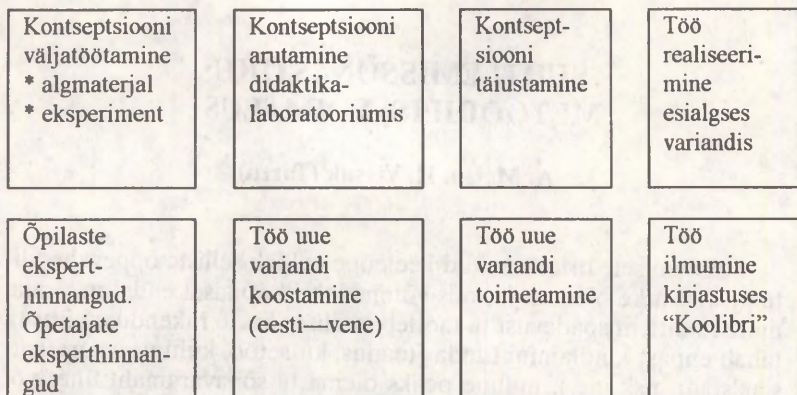 Kontseptsiooni
väljatöötamine
* algmaterjal
* eksperiment
Kontseptsiooni
arutamine
didaktika-
laboratooriumis
Kontsept-
siooni
täiustamine
Töö
realiseeri-
mine
esialgses
variandis
Õpilaste
ekspert-
hinnangud.
Õpetajate
eksperthinnan-
gud
Töö uue
variandi
koostamine
(eesti—vene)
Töö uue
variandi
toimetamine
Töö
ilmumine
kirjastuses
“Koolibri”